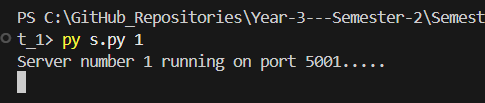 PS C:\GitHub_Repositories\Year-3---Semester-2\Semest
t_1> py s.py 1
Server number 1 running on port 5001.....